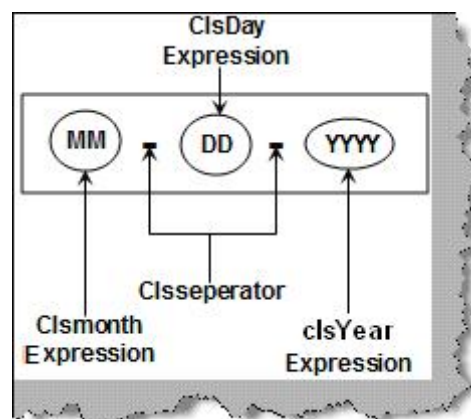 ClsDay
Expression
MM - DD - YYYY
Clsseperator
Clsmonth
Expression
clsYear
Expression